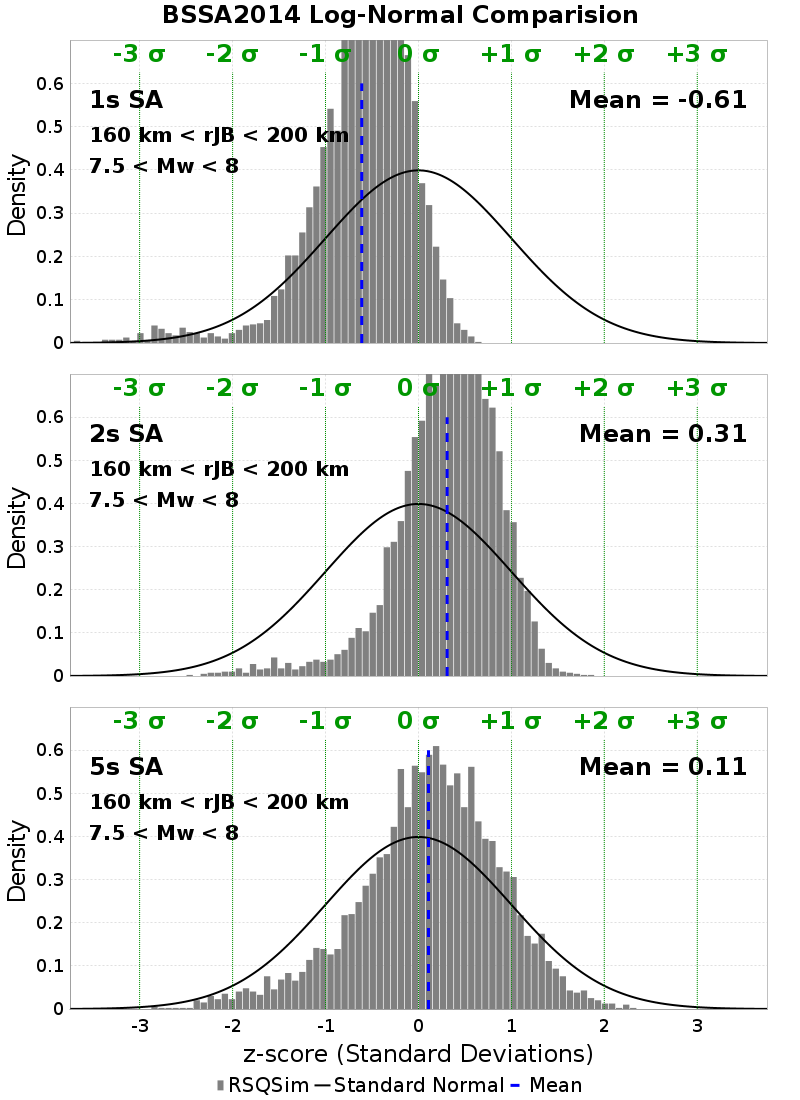 BSSA2014 Log-Normal Comparision
-3 σ -2 σ -1 σ 0 σ +1 σ +2 σ +3 σ
0.6
1s SA Mean = -0.61
0.5
160 km < rJB < 200 km
7.5 < Mw < 8
0.4
0.3
0.2
0.1
0
Density
-3 σ -2 σ -1 σ 0 σ +1 σ +2 σ +3 σ
0.6
2s SA Mean = 0.31
0.5
160 km < rJB < 200 km
7.5 < Mw < 8
0.4
0.3
0.2
0.1
0
Density
-3 σ -2 σ -1 σ 0 σ +1 σ +2 σ +3 σ
0.6
5s SA Mean = 0.11
0.5
160 km < rJB < 200 km
7.5 < Mw < 8
0.4
0.3
0.2
0.1
0
Density
-3 -2 -1 0 1 2 3
z-score (Standard Deviations)
RSQSim Standard Normal Mean